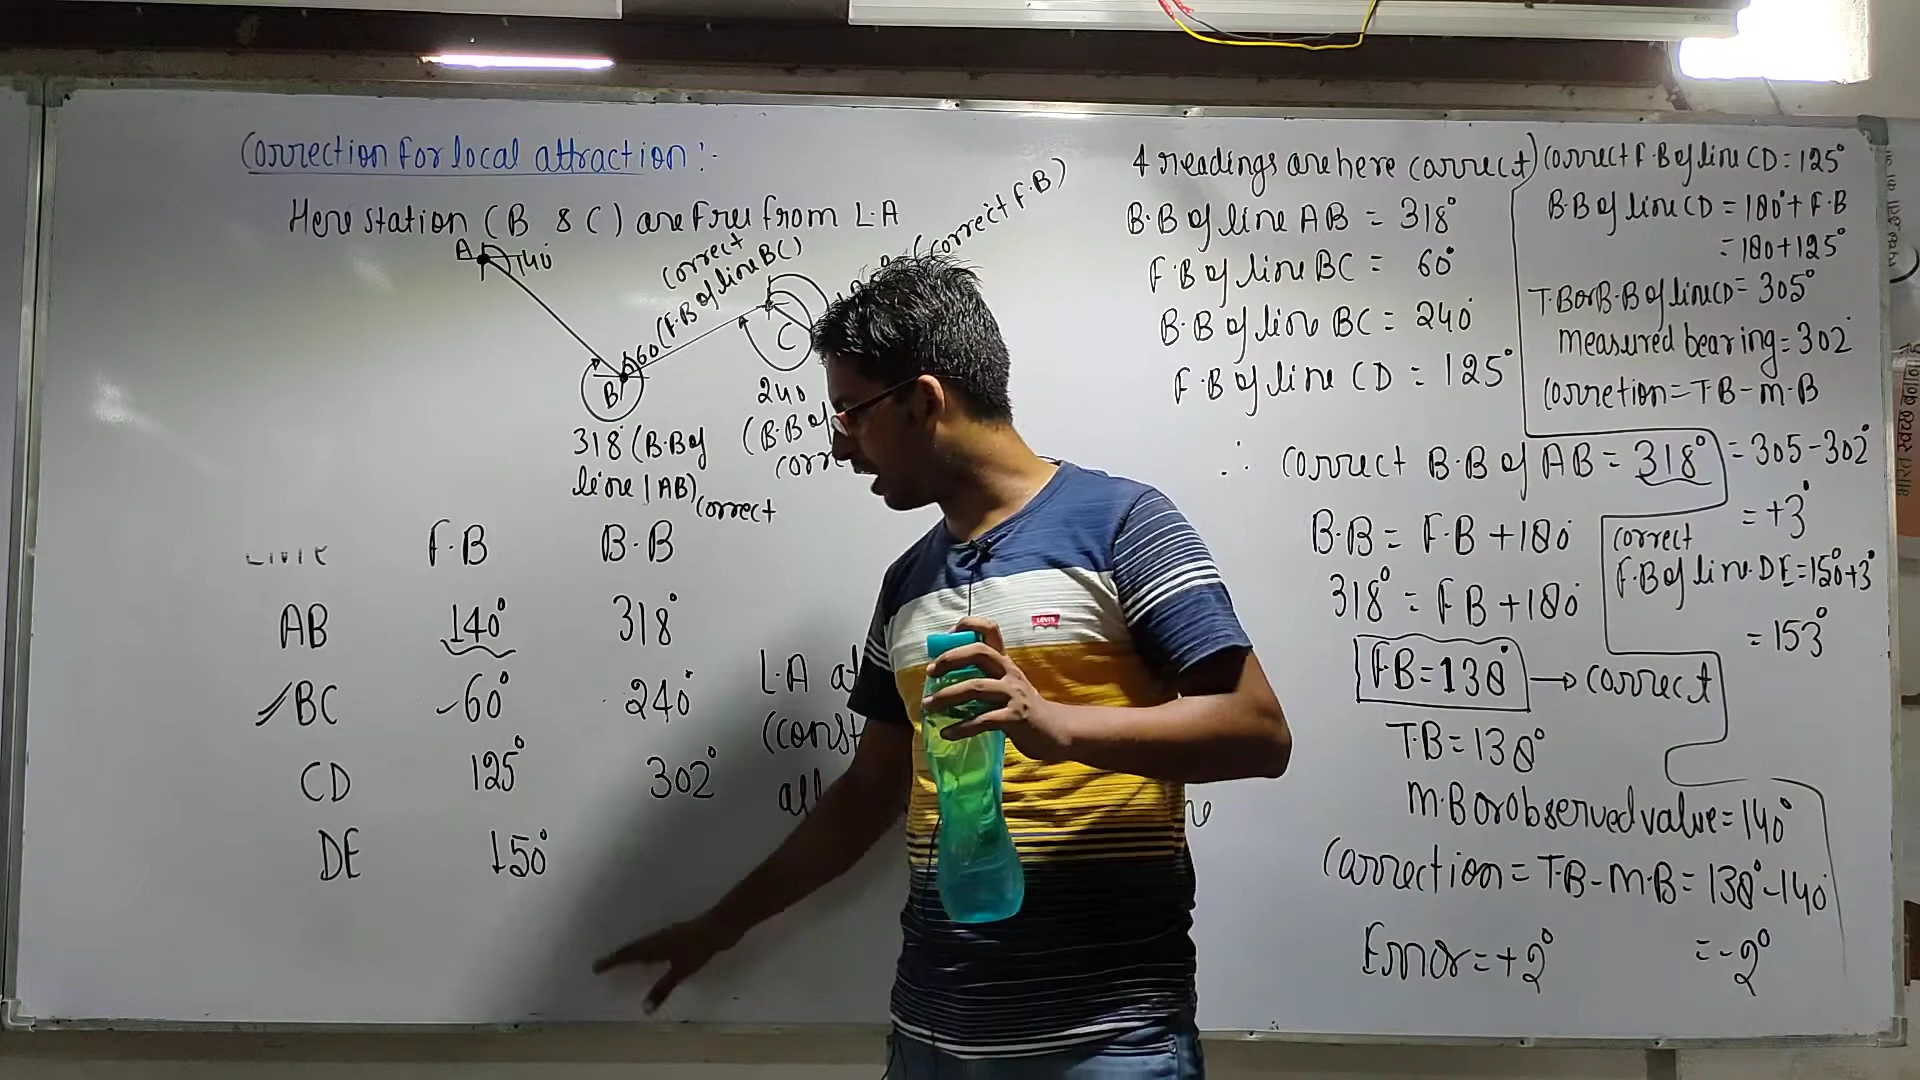 Correction for local attraction :-
Here station (B & C) are free from L.A
A
140°
B
60 (F.B of line BC)
correct
C
(correct F.B)
240
(B.B of
corre
318° (B.B of
line AB) correct
Line F.B B.B
AB 140° 318°
BC 60° 240°
CD 125° 302°
DE 150°
L.A at
(const
all
4 readings are here correct
B.B of line AB = 318°
F.B of line BC = 60°
B.B of line BC = 240°
F.B of line CD = 125°
∴ correct B.B of AB = 318°
B.B = F.B + 180°
318° = FB + 180°
FB = 138° → correct
T.B = 138°
M.B or observed value = 140°
Correction = T.B - M.B = 138° - 140°
= -2°
Error = +2°
correct F.B of line CD = 125°
B.B of line CD = 180° + F.B
= 180 + 125°
T.B or B.B of line CD = 305°
measured bearing = 302°
Corretion = T.B - M.B
= 305 - 302°
= +3°
correct
F.B of line DE = 150° + 3°
= 153°
LEVI'S